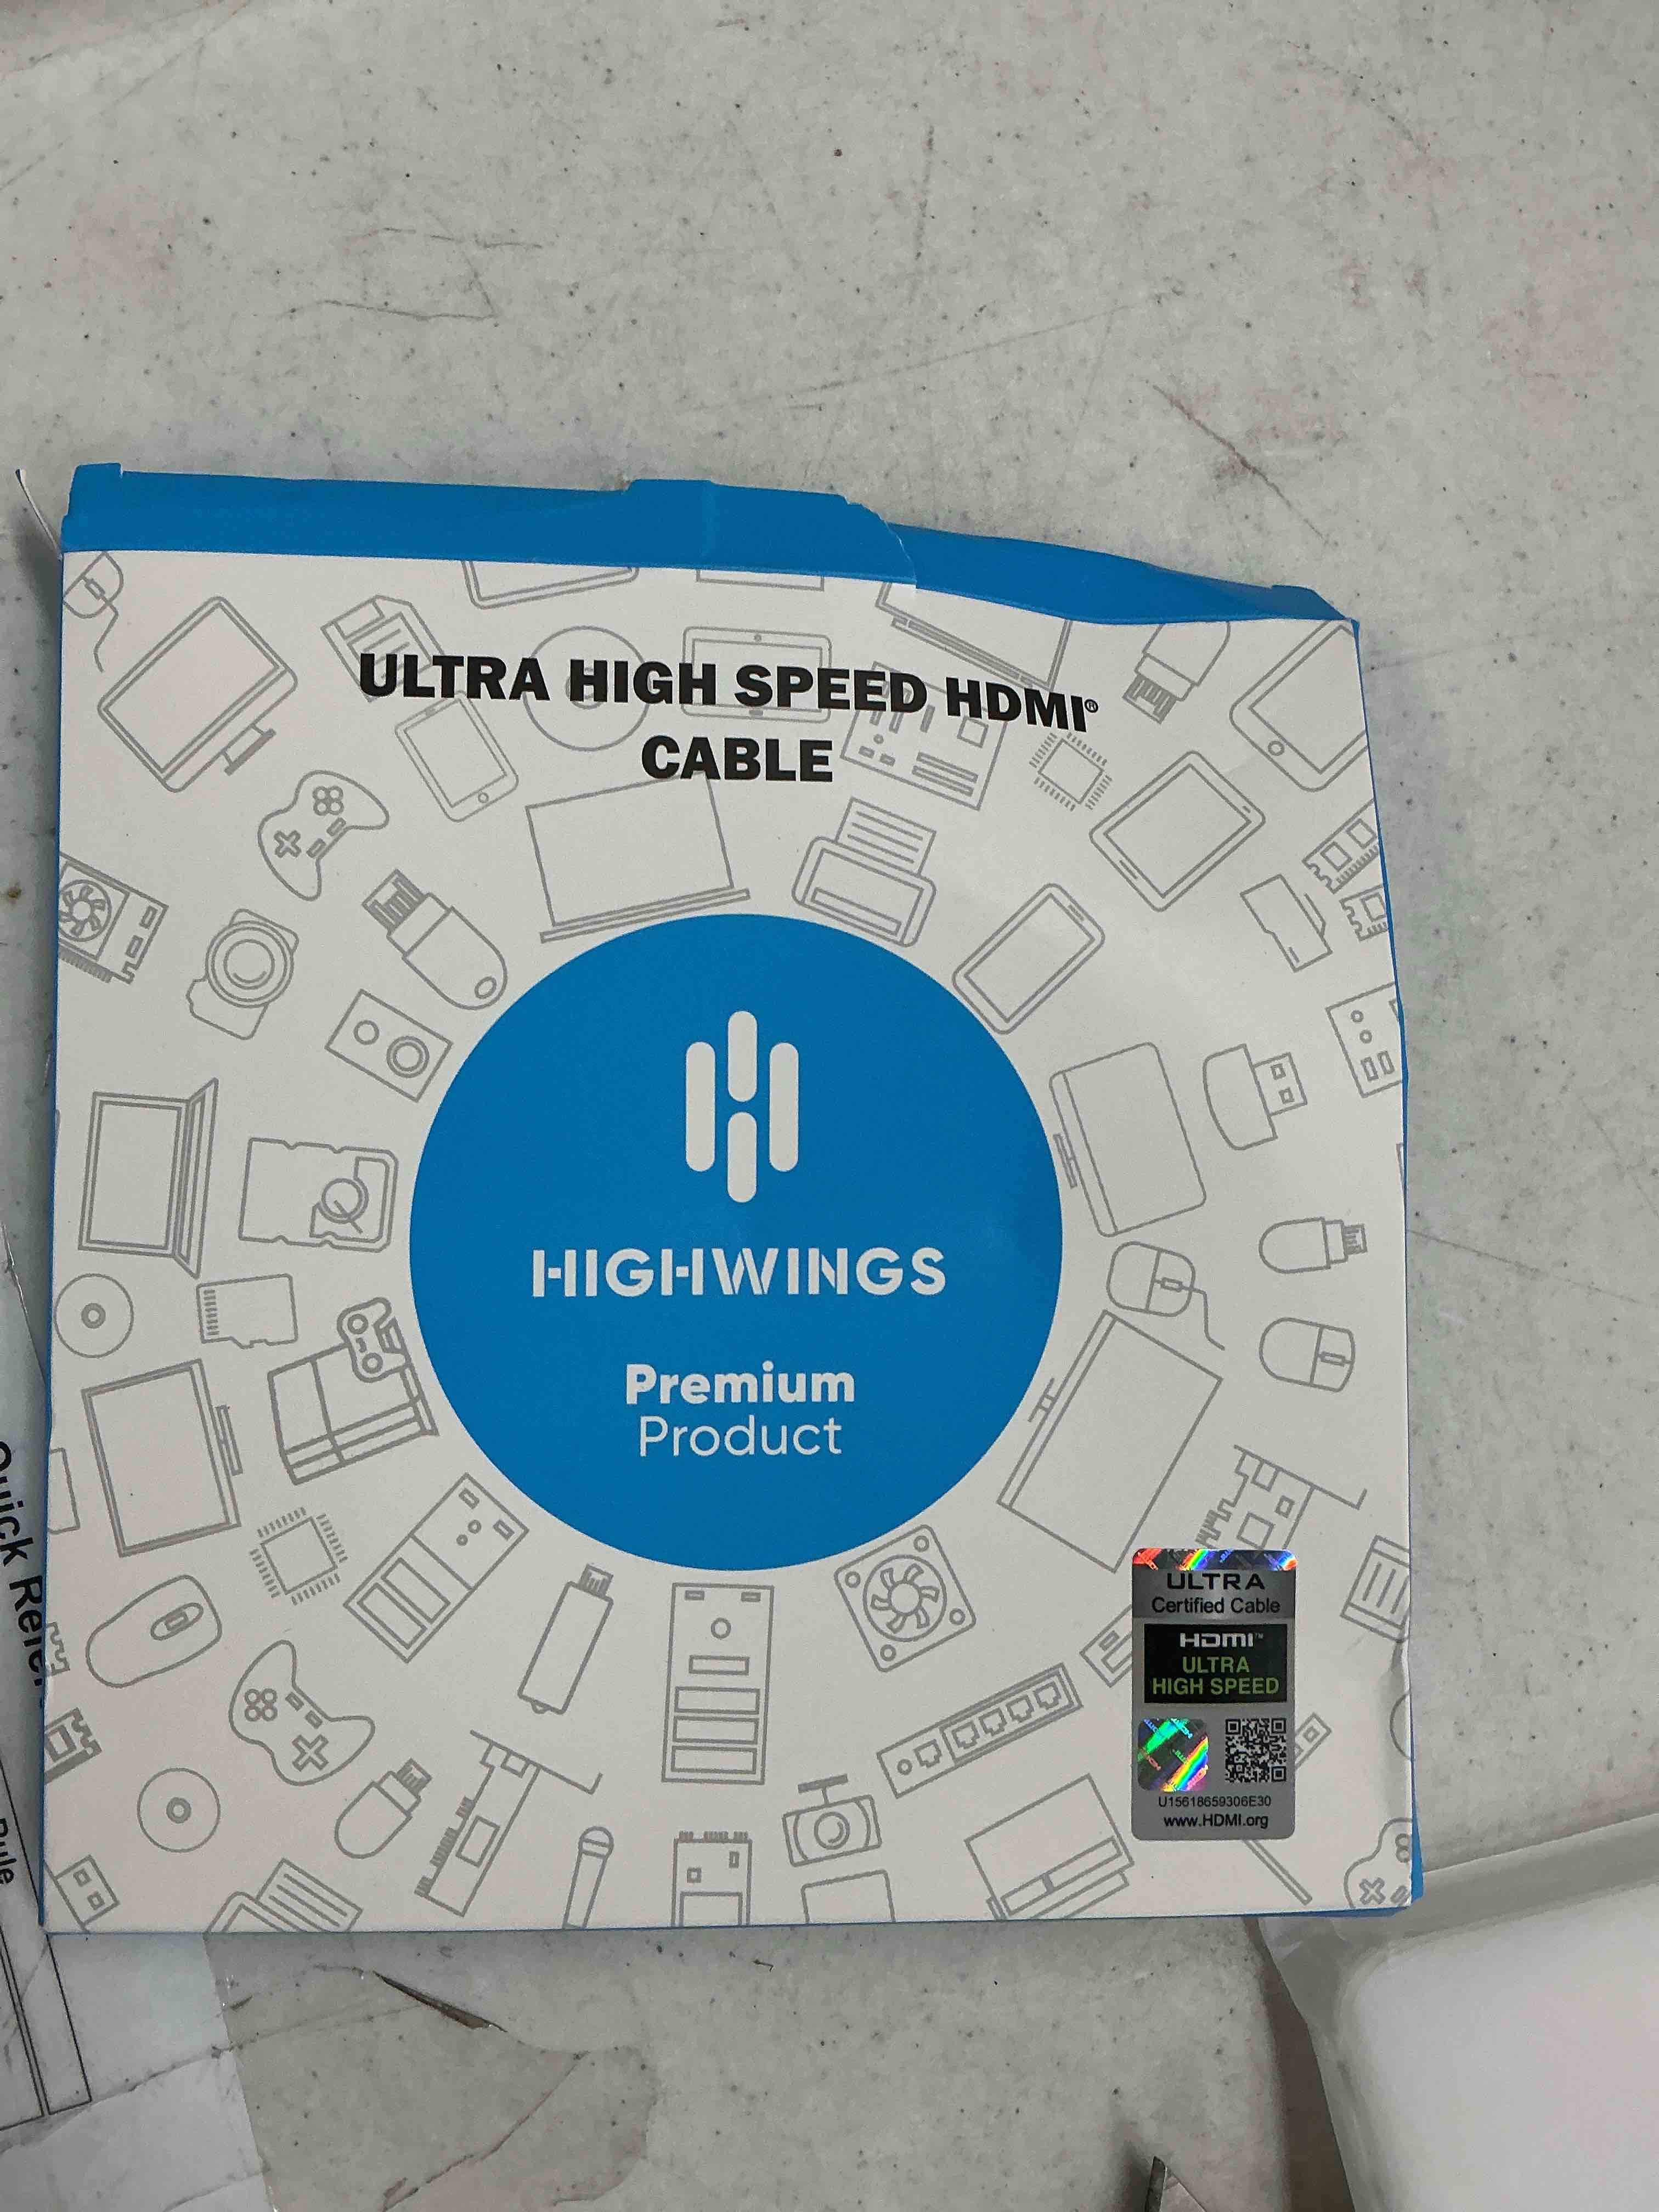 ULTRA HIGH SPEED HDMI®
CABLE
HIGHWINGS
Premium
Product
ULTRA
Certified Cable
HDMI™
ULTRA
HIGH SPEED
U15618659306E30
www.HDMI.org
Quick